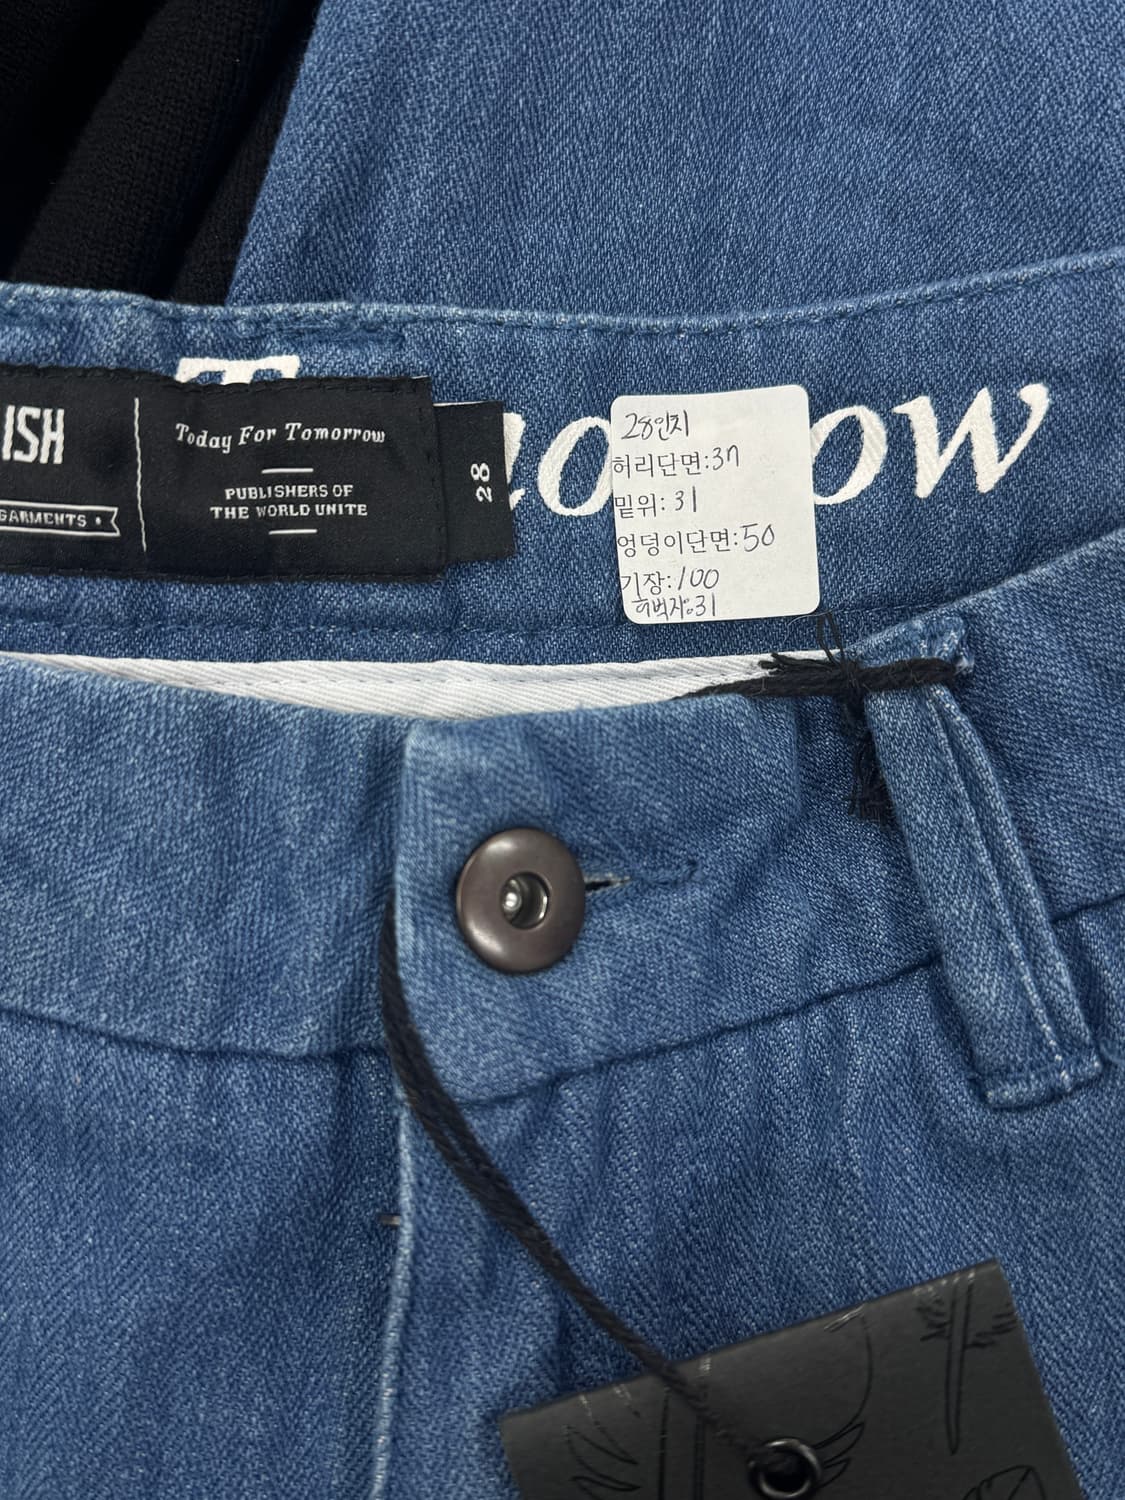 ISH
GARMENTS
Today For Tomorrow
PUBLISHERS OF
THE WORLD UNITE
28
28인치
허리단면:37
밑위:31
엉덩이단면:50
기장:100
허벅지:31